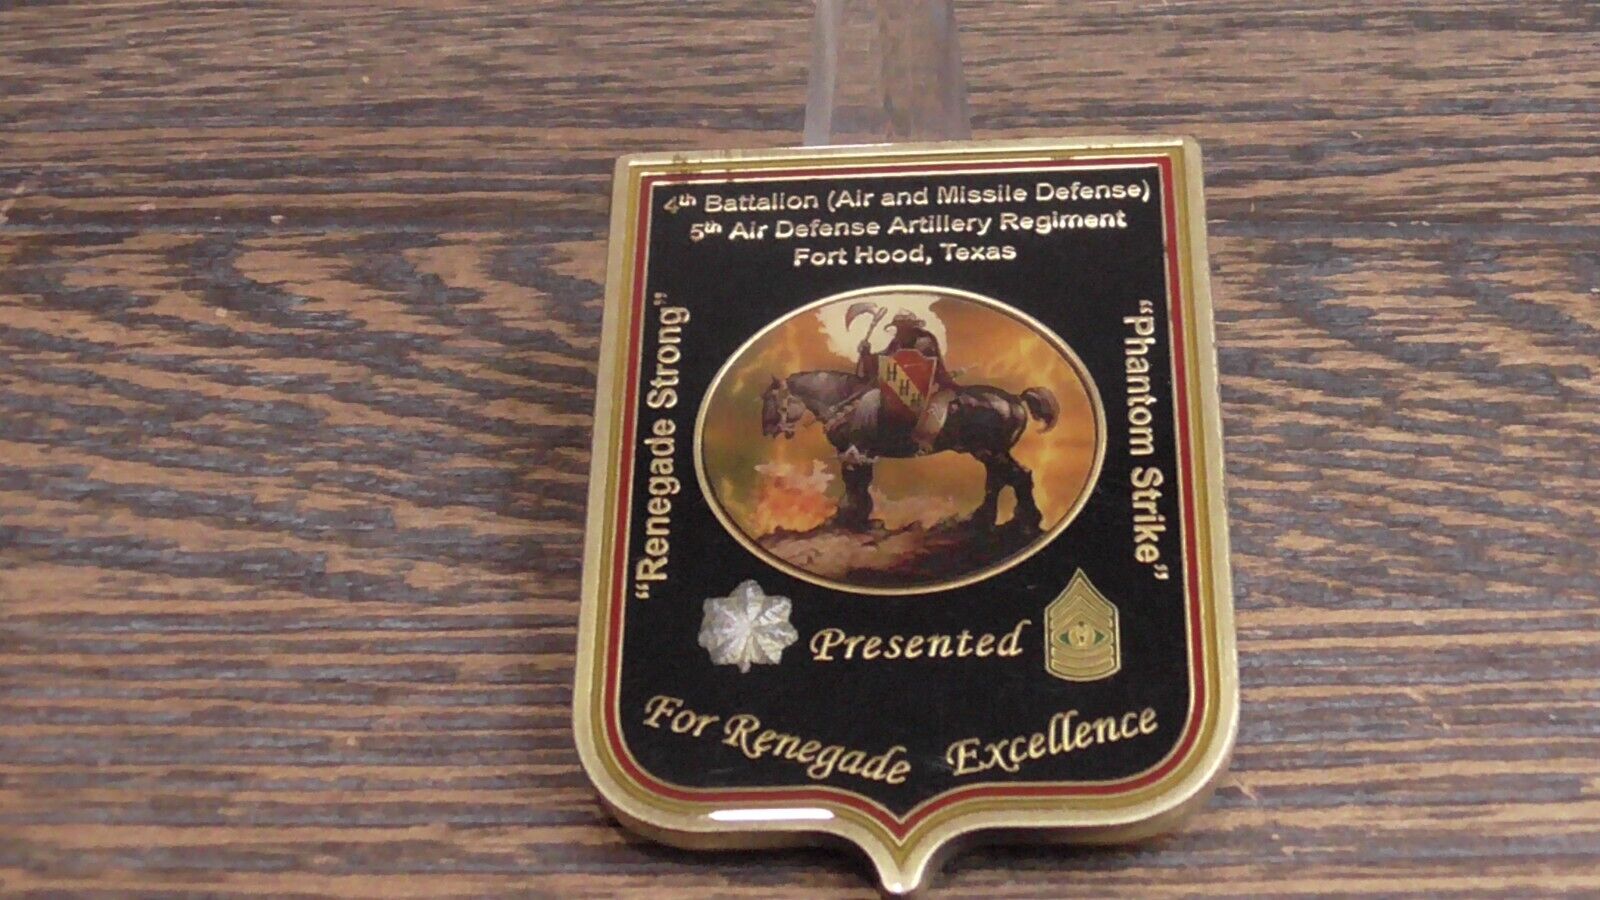 4th Battalion (Air and Missile Defense)
5th Air Defense Artillery Regiment
Fort Hood, Texas
"Renegade Strong"
"Phantom Strike"
H
H
H
Presented
For Renegade Excellence